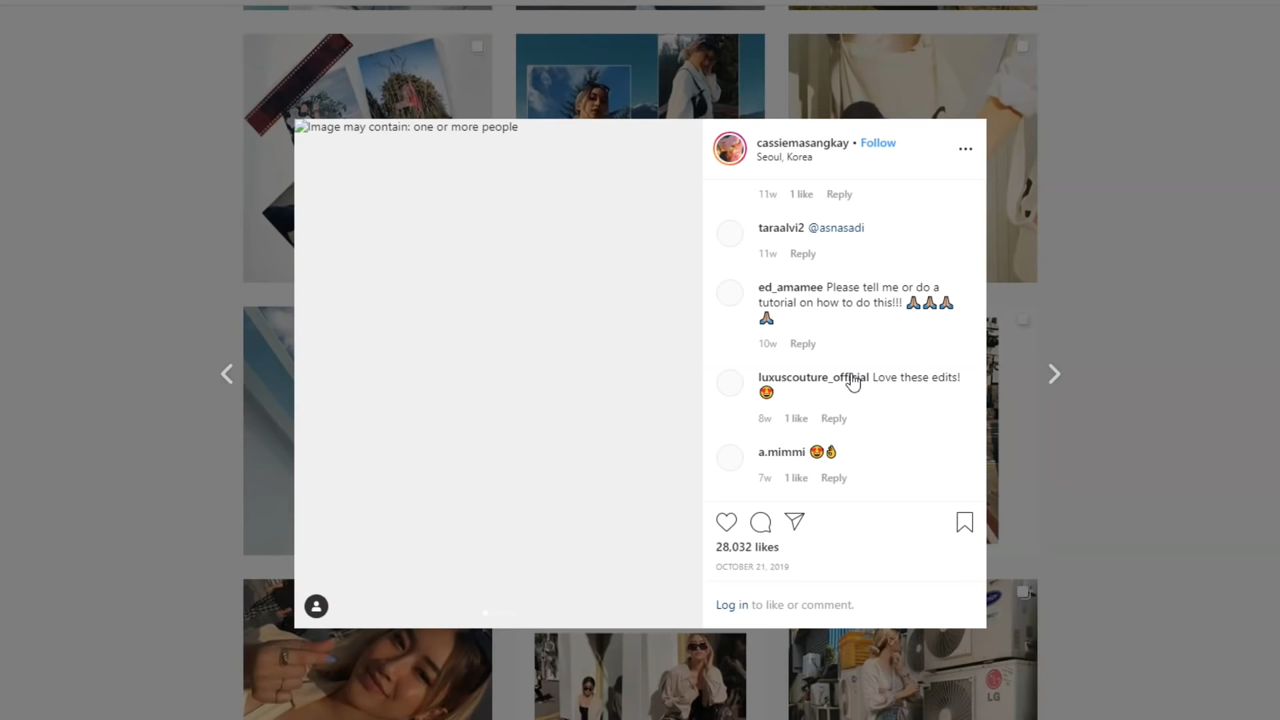 Image may contain: one or more people
cassiemasangkay • Follow
Seoul, Korea
11w 1 like Reply
taraalvi2 @asnasadi
11w Reply
ed_amamee Please tell me or do a
tutorial on how to do this!!! 🙏🏽🙏🏽🙏🏽
🙏🏽
10w Reply
luxuscouture_official Love these edits!
😍
8w 1 like Reply
a.mimmi 😍👌
7w 1 like Reply
28,032 likes
OCTOBER 21, 2019
Log in to like or comment.
LG